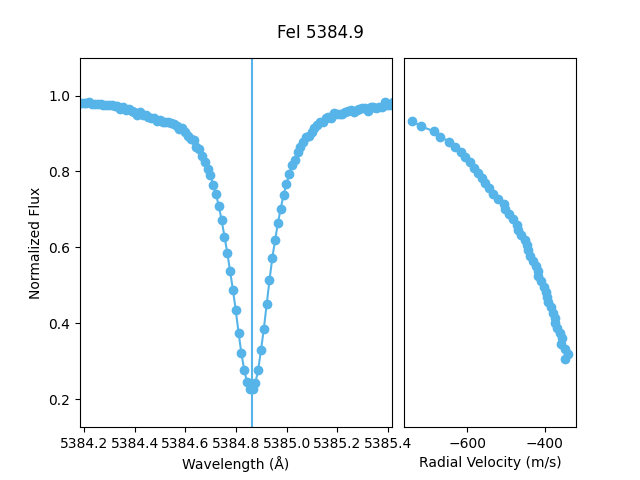 FeI 5384.9
Normalized Flux
1.0
0.8
0.6
0.4
0.2
5384.2 5384.4 5384.6 5384.8 5385.0 5385.2 5385.4
Wavelength (Å)
−600 −400
Radial Velocity (m/s)